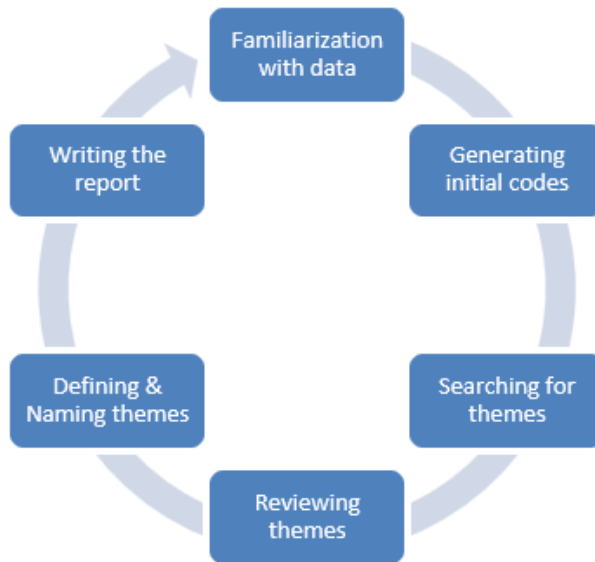 Familiarization
with data
Generating
initial codes
Searching for
themes
Reviewing
themes
Defining &
Naming themes
Writing the
report